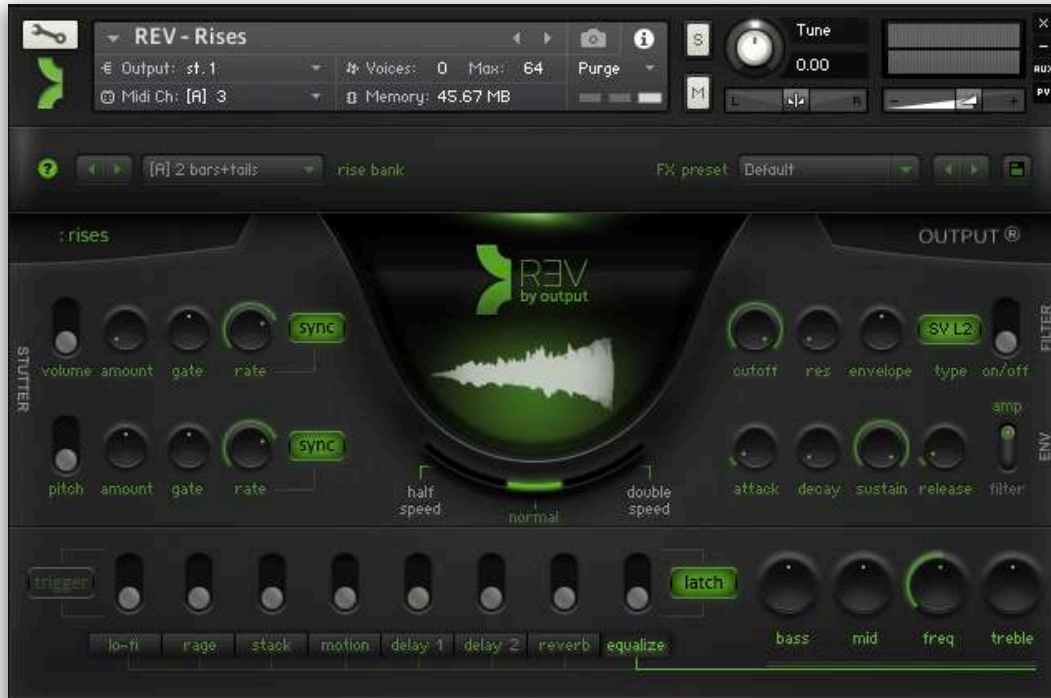 REV - Rises
S
Tune
X
Output: st.1
Voices: 0 Max: 64
Purge
0.00
AUX
Midi Ch: [A] 3
Memory: 45.67 MB
M
L
R
PV
?
[A] 2 bars+tails
rise bank
FX preset
Default
: rises
OUTPUT ®
RƎV
by output
STUTTER
sync
SV L2
FILTER
volume
amount
gate
rate
cutoff
res
envelope
type
on/off
amp
sync
ENV
pitch
amount
gate
rate
half
speed
normal
double
speed
attack
decay
sustain
release
filter
trigger
latch
lo-fi
rage
stack
motion
delay 1
delay 2
reverb
equalize
bass
mid
freq
treble